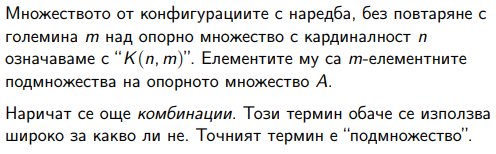 Множеството от конфигурациите с наредба, без повтаряне с
големина m над опорно множество с кардиналност n
означаваме с “K(n, m)”. Елементите му са m-елементните
подмножества на опорното множество A.
Наричат се още комбинации. Този термин обаче се използва
широко за какво ли не. Точният термин е “подмножество”.